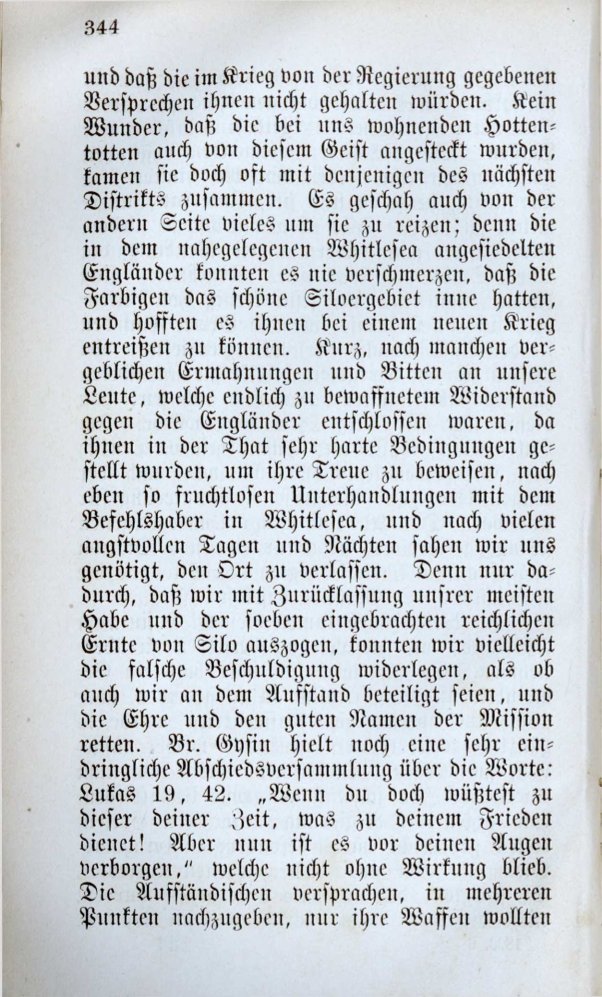 344
und daß die im Krieg von der Regierung gegebenen
Versprechen ihnen nicht gehalten würden. Kein
Wunder, daß die bei uns wohnenden Hotten-
totten auch von diesem Geist angesteckt wurden,
kamen sie doch oft mit denjenigen des nächsten
Distrikts zusammen. Es geschah auch von der
andern Seite vieles um sie zu reizen; denn die
in dem nahegelegenen Whitlesea angesiedelten
Engländer konnten es nie verschmerzen, daß die
Farbigen das schöne Siloergebiet inne hatten,
und hofften es ihnen bei einem neuen Krieg
entreißen zu können. Kurz, nach manchen ver-
geblichen Ermahnungen und Bitten an unsere
Leute, welche endlich zu bewaffnetem Widerstand
gegen die Engländer entschlossen waren, da
ihnen in der That sehr harte Bedingungen ge-
stellt wurden, um ihre Treue zu beweisen, nach
eben so fruchtlosen Unterhandlungen mit dem
Befehlshaber in Whitlesea, und nach vielen
angstvollen Tagen und Nächten sahen wir uns
genötigt, den Ort zu verlassen. Denn nur da-
durch, daß wir mit Zurücklassung unsrer meisten
Habe und der soeben eingebrachten reichlichen
Ernte von Silo auszogen, konnten wir vielleicht
die falsche Beschuldigung widerlegen, als ob
auch wir an dem Aufstand beteiligt seien, und
die Ehre und den guten Namen der Mission
retten. Br. Gysin hielt noch eine sehr ein-
dringliche Abschiedsversammlung über die Worte:
Lukas 19, 42. „Wenn du doch wüßtest zu
dieser deiner Zeit, was zu deinem Frieden
dienet! Aber nun ist es vor deinen Augen
verborgen,“ welche nicht ohne Wirkung blieb.
Die Aufständischen versprachen, in mehreren
Punkten nachzugeben, nur ihre Waffen wollten